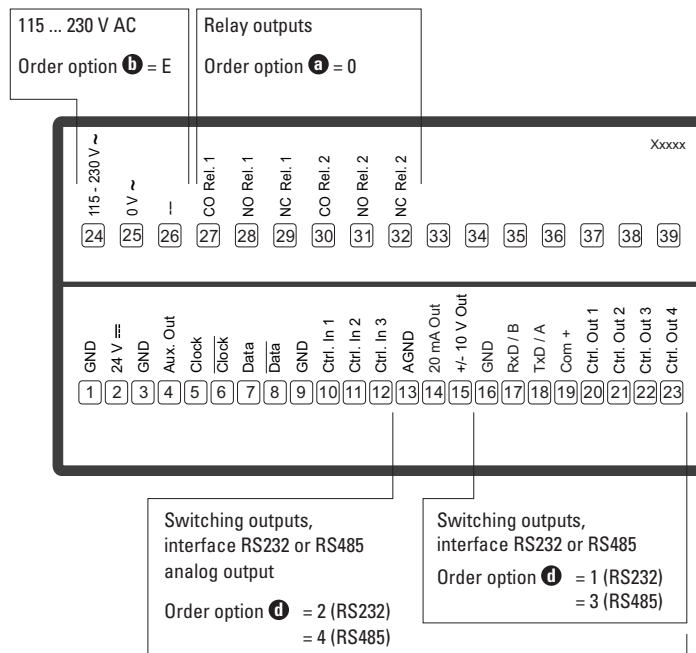 115 ... 230 V AC
Order option b = E
Relay outputs
Order option a = 0
Xxxxx
115 - 230 V ~
0 V ~
---
CO Rel. 1
NO Rel. 1
NC Rel. 1
CO Rel. 2
NO Rel. 2
NC Rel. 2
24 25 26 27 28 29 30 31 32 33 34 35 36 37 38 39
GND
24 V ⎓
GND
Aux. Out
Clock
C̅l̅o̅c̅k̅
Data
D̅a̅t̅a̅
GND
Ctrl. In 1
Ctrl. In 2
Ctrl. In 3
AGND
20 mA Out
+/- 10 V Out
GND
RxD / B
TxD / A
Com +
Ctrl. Out 1
Ctrl. Out 2
Ctrl. Out 3
Ctrl. Out 4
1 2 3 4 5 6 7 8 9 10 11 12 13 14 15 16 17 18 19 20 21 22 23
Switching outputs,
interface RS232 or RS485
analog output
Order option d = 2 (RS232)
= 4 (RS485)
Switching outputs,
interface RS232 or RS485
Order option d = 1 (RS232)
= 3 (RS485)